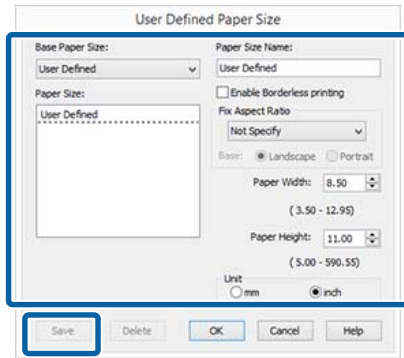 User Defined Paper Size
Base Paper Size:
User Defined
Paper Size:
User Defined
Paper Size Name:
User Defined
Enable Borderless printing
Fix Aspect Ratio
Not Specify
Base: Landscape Portrait
Paper Width: 8.50
(3.50 - 12.95)
Paper Height: 11.00
(5.00 - 590.55)
Unit
mm inch
Save Delete OK Cancel Help